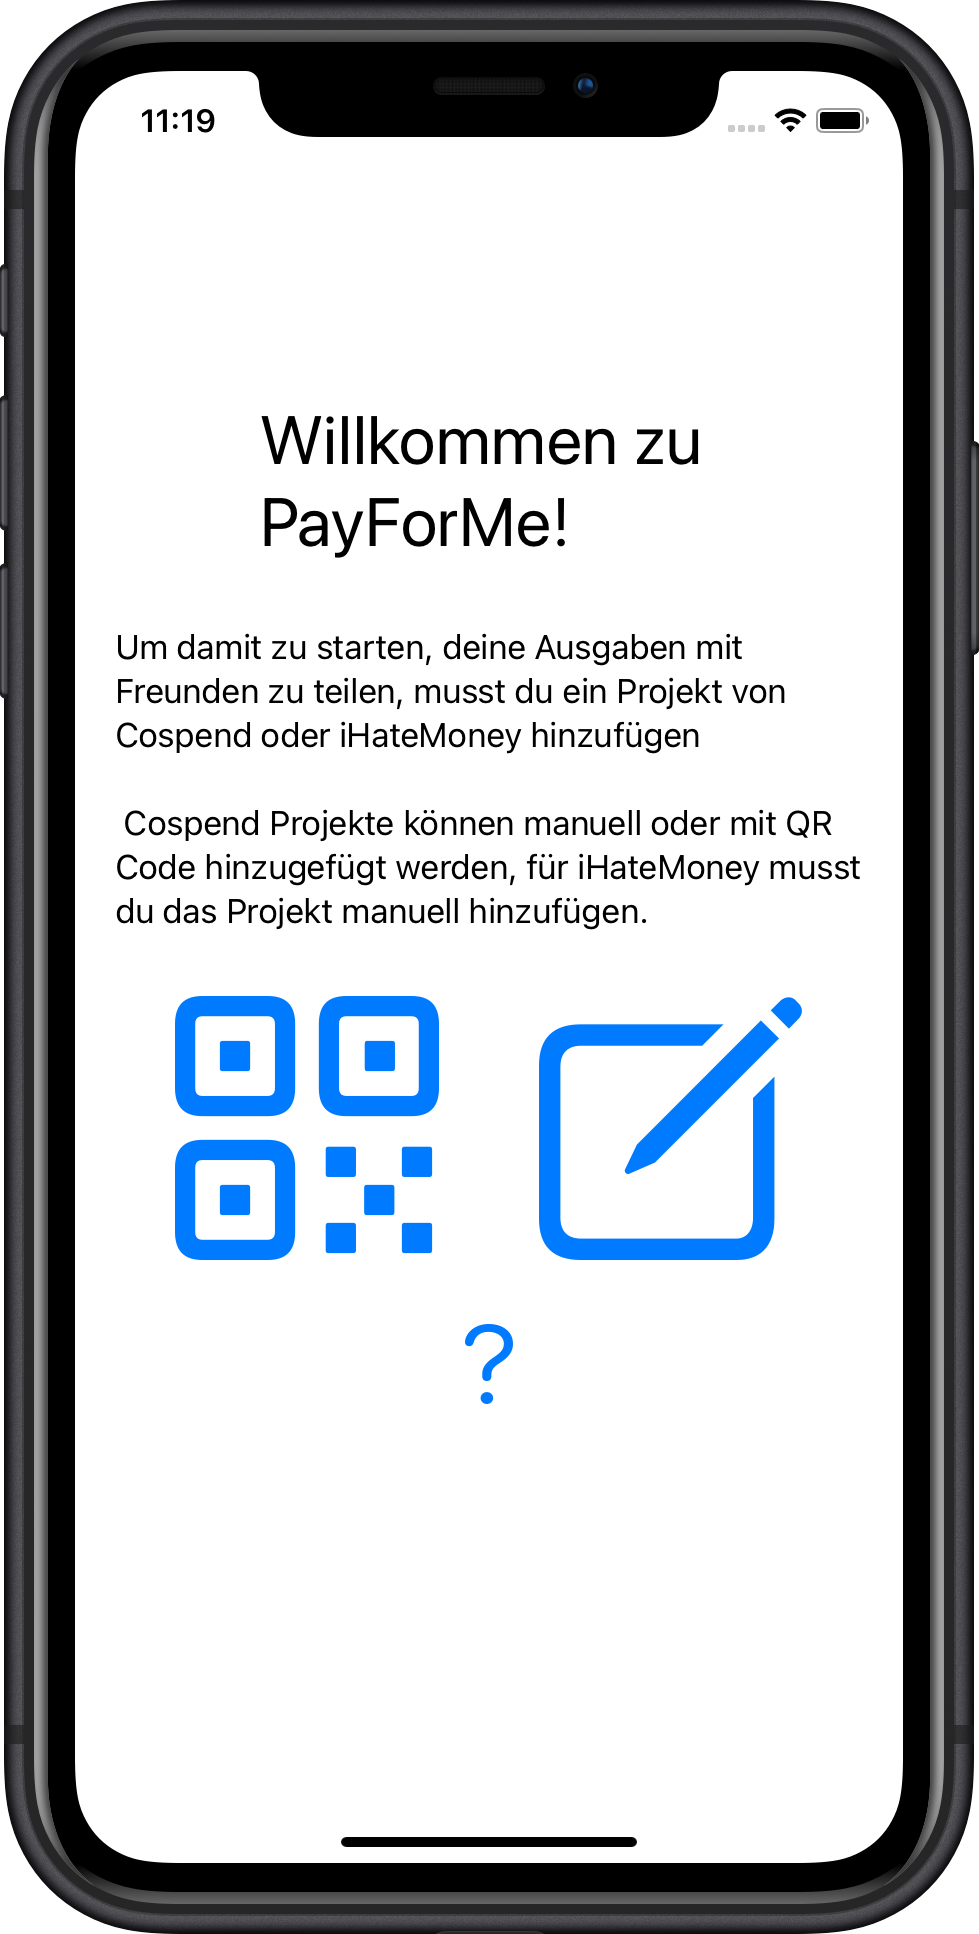 11:19
Willkommen zu
PayForMe!
Um damit zu starten, deine Ausgaben mit
Freunden zu teilen, musst du ein Projekt von
Cospend oder iHateMoney hinzufügen
Cospend Projekte können manuell oder mit QR
Code hinzugefügt werden, für iHateMoney musst
du das Projekt manuell hinzufügen.
?